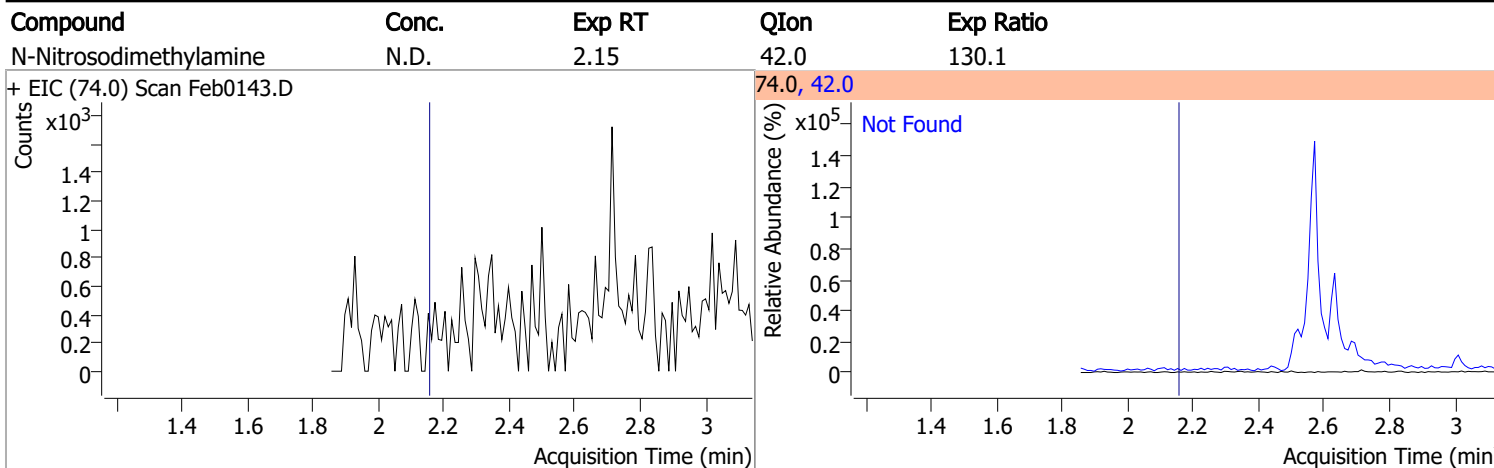 Compound Conc. Exp RT QIon Exp Ratio
N-Nitrosodimethylamine N.D. 2.15 42.0 130.1
+ EIC (74.0) Scan Feb0143.D
Counts
x10³
1.4
1.2
1
0.8
0.6
0.4
0.2
0
1.4 1.6 1.8 2 2.2 2.4 2.6 2.8 3
Acquisition Time (min)
74.0, 42.0
Relative Abundance (%)
x10⁵
Not Found
1.4
1.2
1
0.8
0.6
0.4
0.2
0
1.4 1.6 1.8 2 2.2 2.4 2.6 2.8 3
Acquisition Time (min